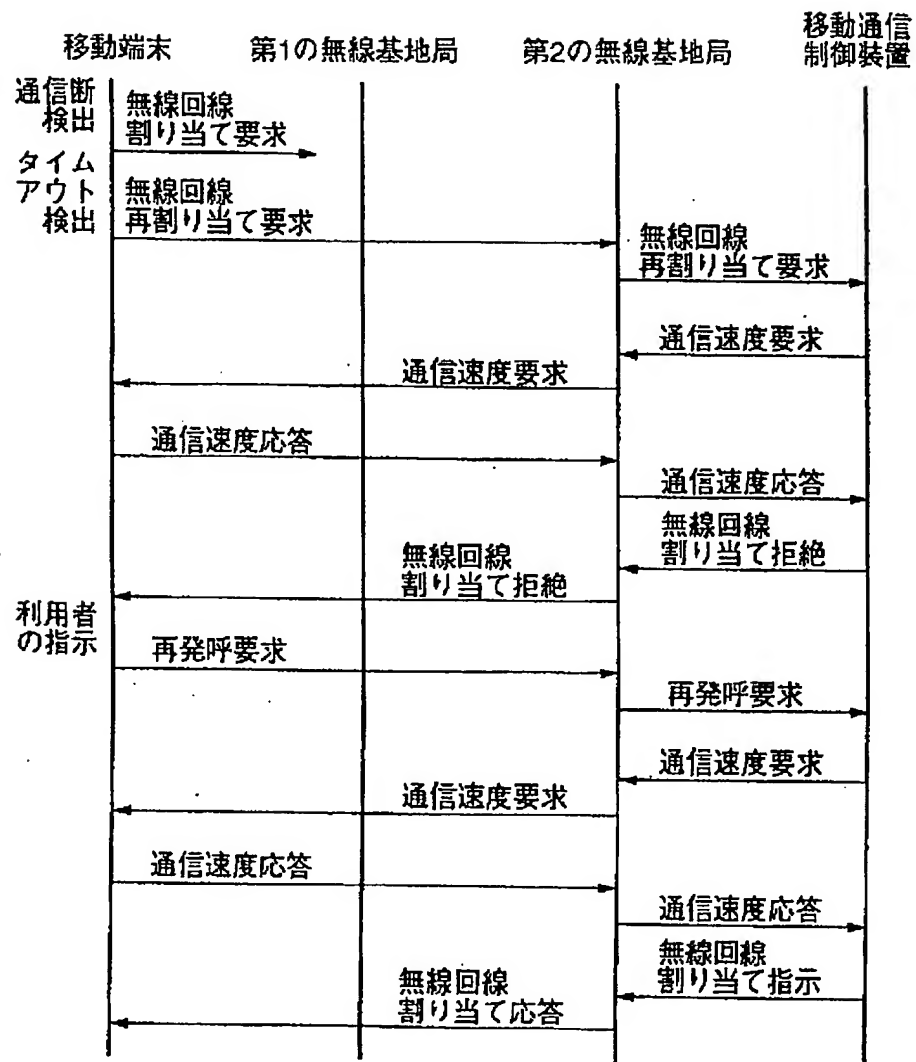 移動端末
第1の無線基地局
第2の無線基地局
移動通信
制御装置
通信断
検出
無線回線
割り当て要求
タイム
アウト
検出
無線回線
再割り当て要求
無線回線
再割り当て要求
通信速度要求
通信速度要求
通信速度応答
通信速度応答
無線回線
割り当て拒絶
無線回線
割り当て拒絶
利用者
の指示
再発呼要求
再発呼要求
通信速度要求
通信速度要求
通信速度応答
通信速度応答
無線回線
割り当て指示
無線回線
割り当て応答